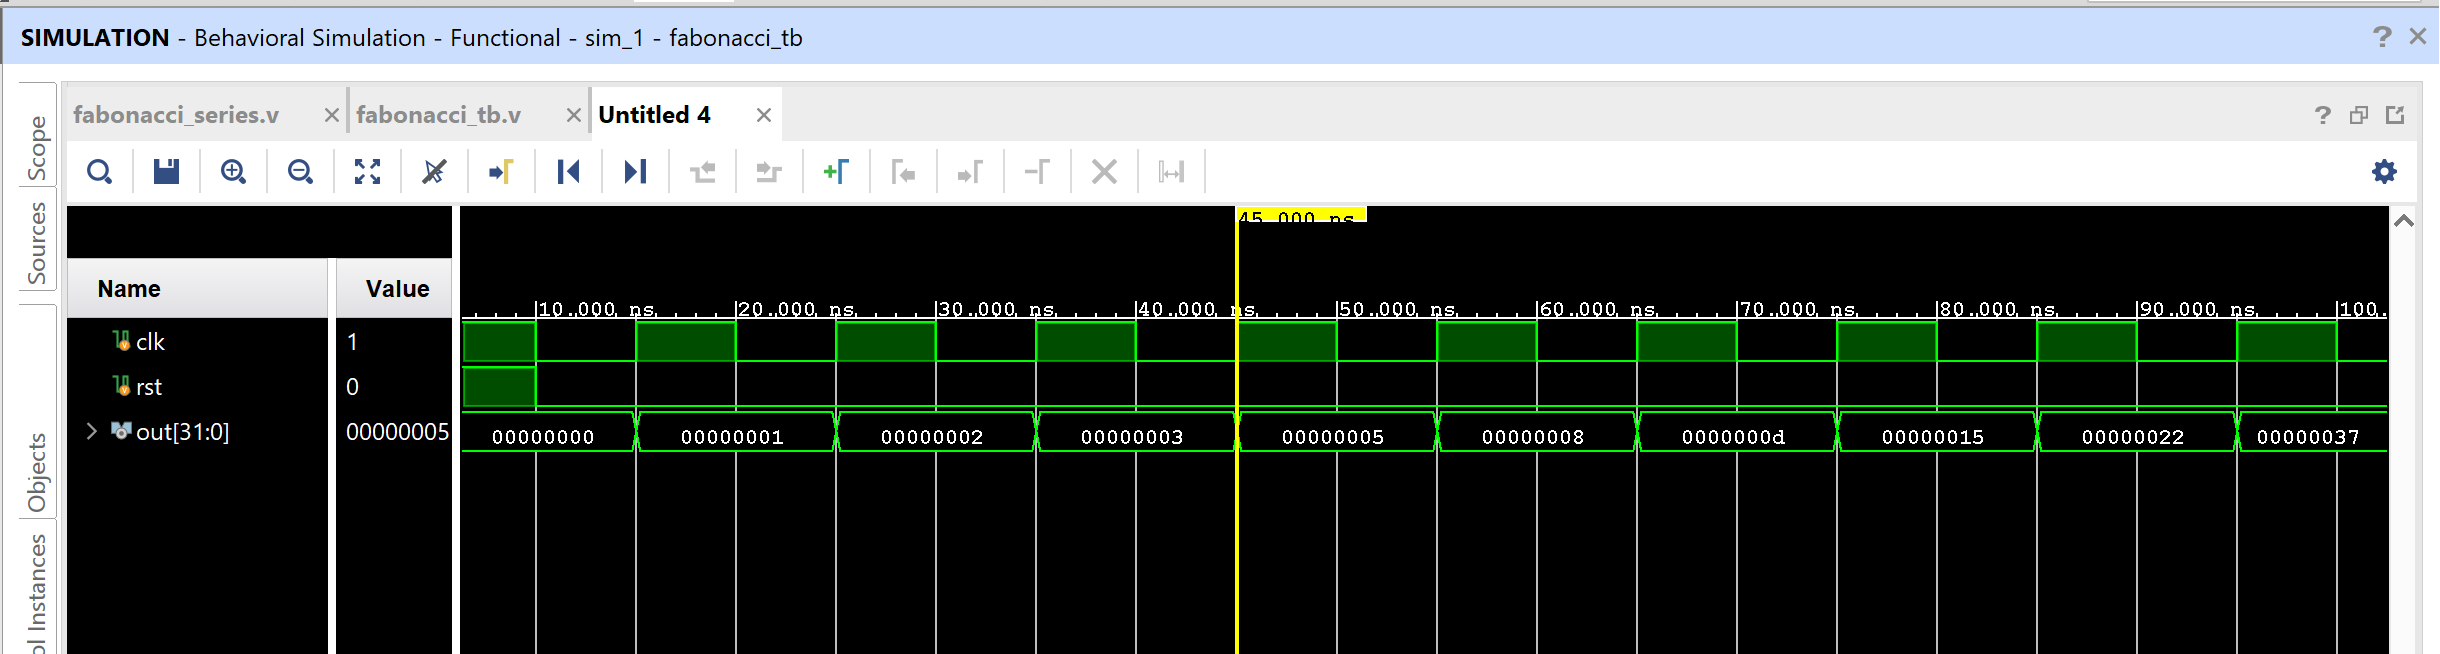 SIMULATION - Behavioral Simulation - Functional - sim_1 - fabonacci_tb
fabonacci_series.v
fabonacci_tb.v
Untitled 4
Scope
Sources
Objects
ol Instances
45.000 ns
Name Value
10.000 ns 20.000 ns 30.000 ns 40.000 ns 50.000 ns 60.000 ns 70.000 ns 80.000 ns 90.000 ns 100.
clk 1
rst 0
out[31:0] 00000005 00000000 00000001 00000002 00000003 00000005 00000008 0000000d 00000015 00000022 00000037